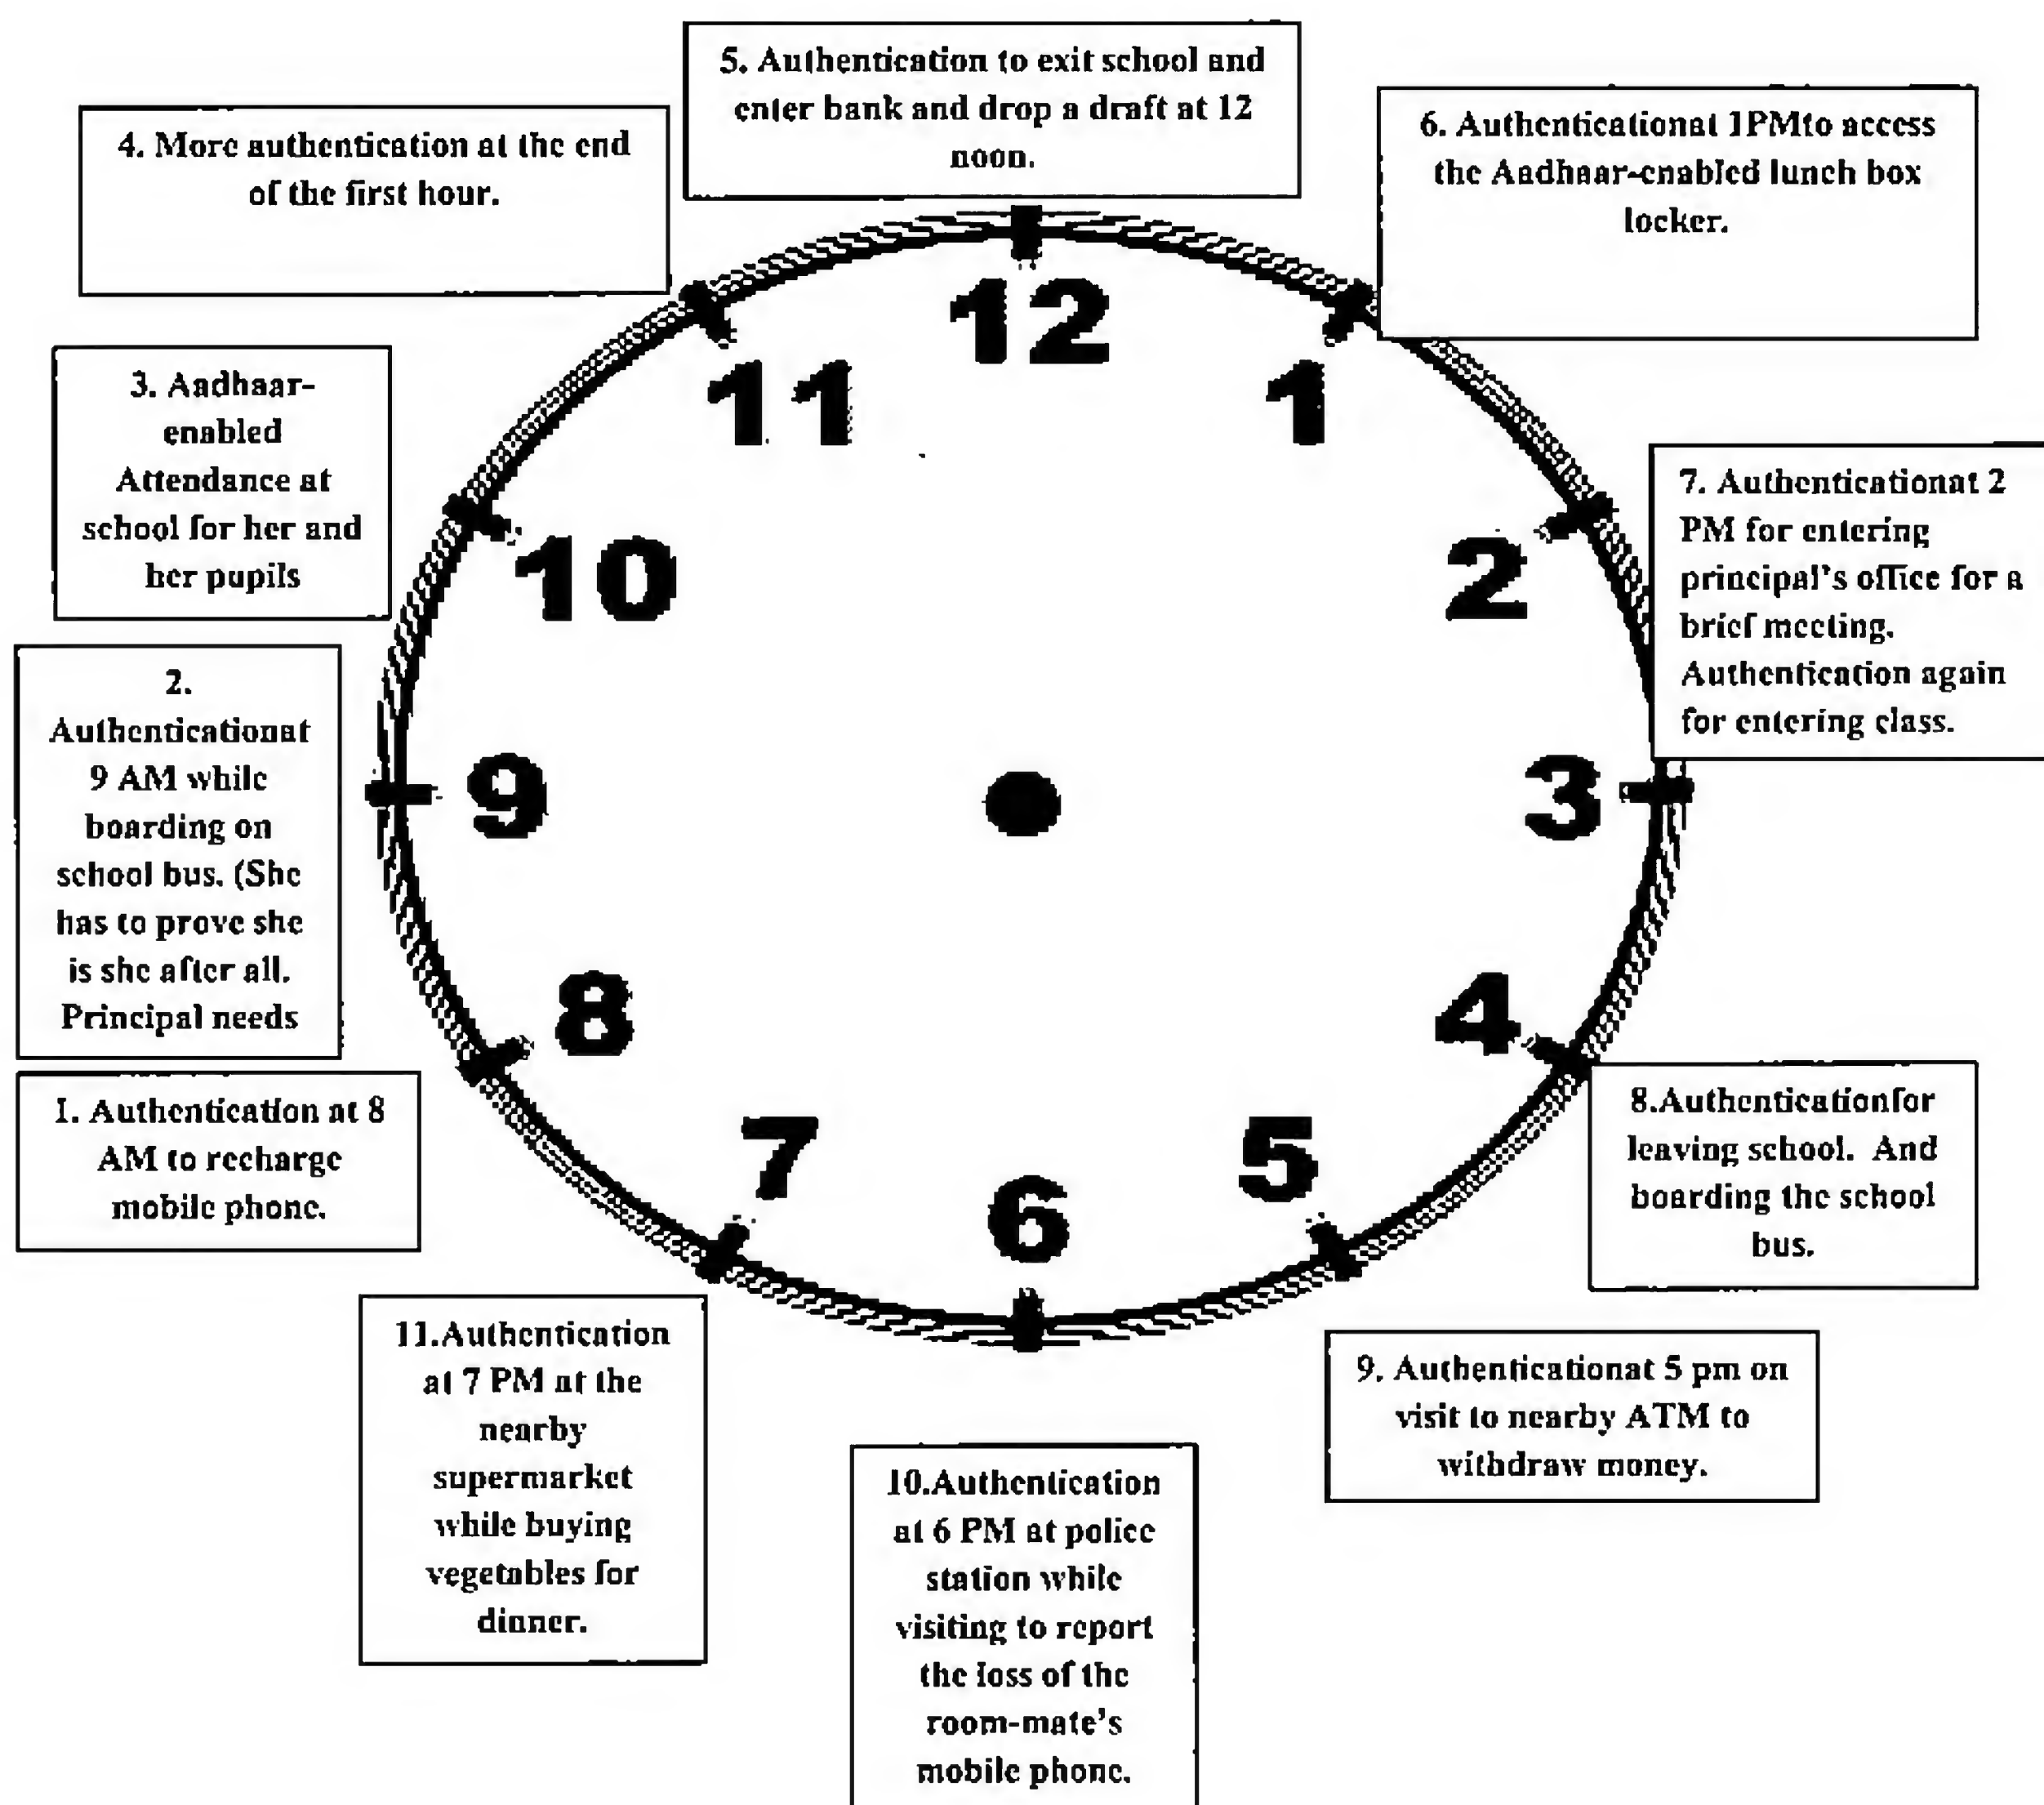 5. Authentication to exit school and
enter bank and drop a draft at 12
noon.
4. More authentication at the end
of the first hour.
6. Authenticationat 1PMto access
the Aadhaar-enabled lunch box
locker.
3. Aadhaar-
enabled
Attendance at
school for her and
her pupils
7. Authenticationat 2
PM for entering
principal's office for a
brief meeting.
Authentication again
for entering class.
2.
Authenticationat
9 AM while
boarding on
school bus. (She
has to prove she
is she after all.
Principal needs
1. Authentication at 8
AM to recharge
mobile phone.
8.Authenticationfor
leaving school. And
boarding the school
bus.
11.Authentication
at 7 PM at the
nearby
supermarket
while buying
vegetables for
dinner.
9. Authenticationat 5 pm on
visit to nearby ATM to
withdraw money.
10.Authentication
at 6 PM at police
station while
visiting to report
the loss of the
room-mate's
mobile phone.
12
1
2
3
4
5
6
7
8
9
10
11